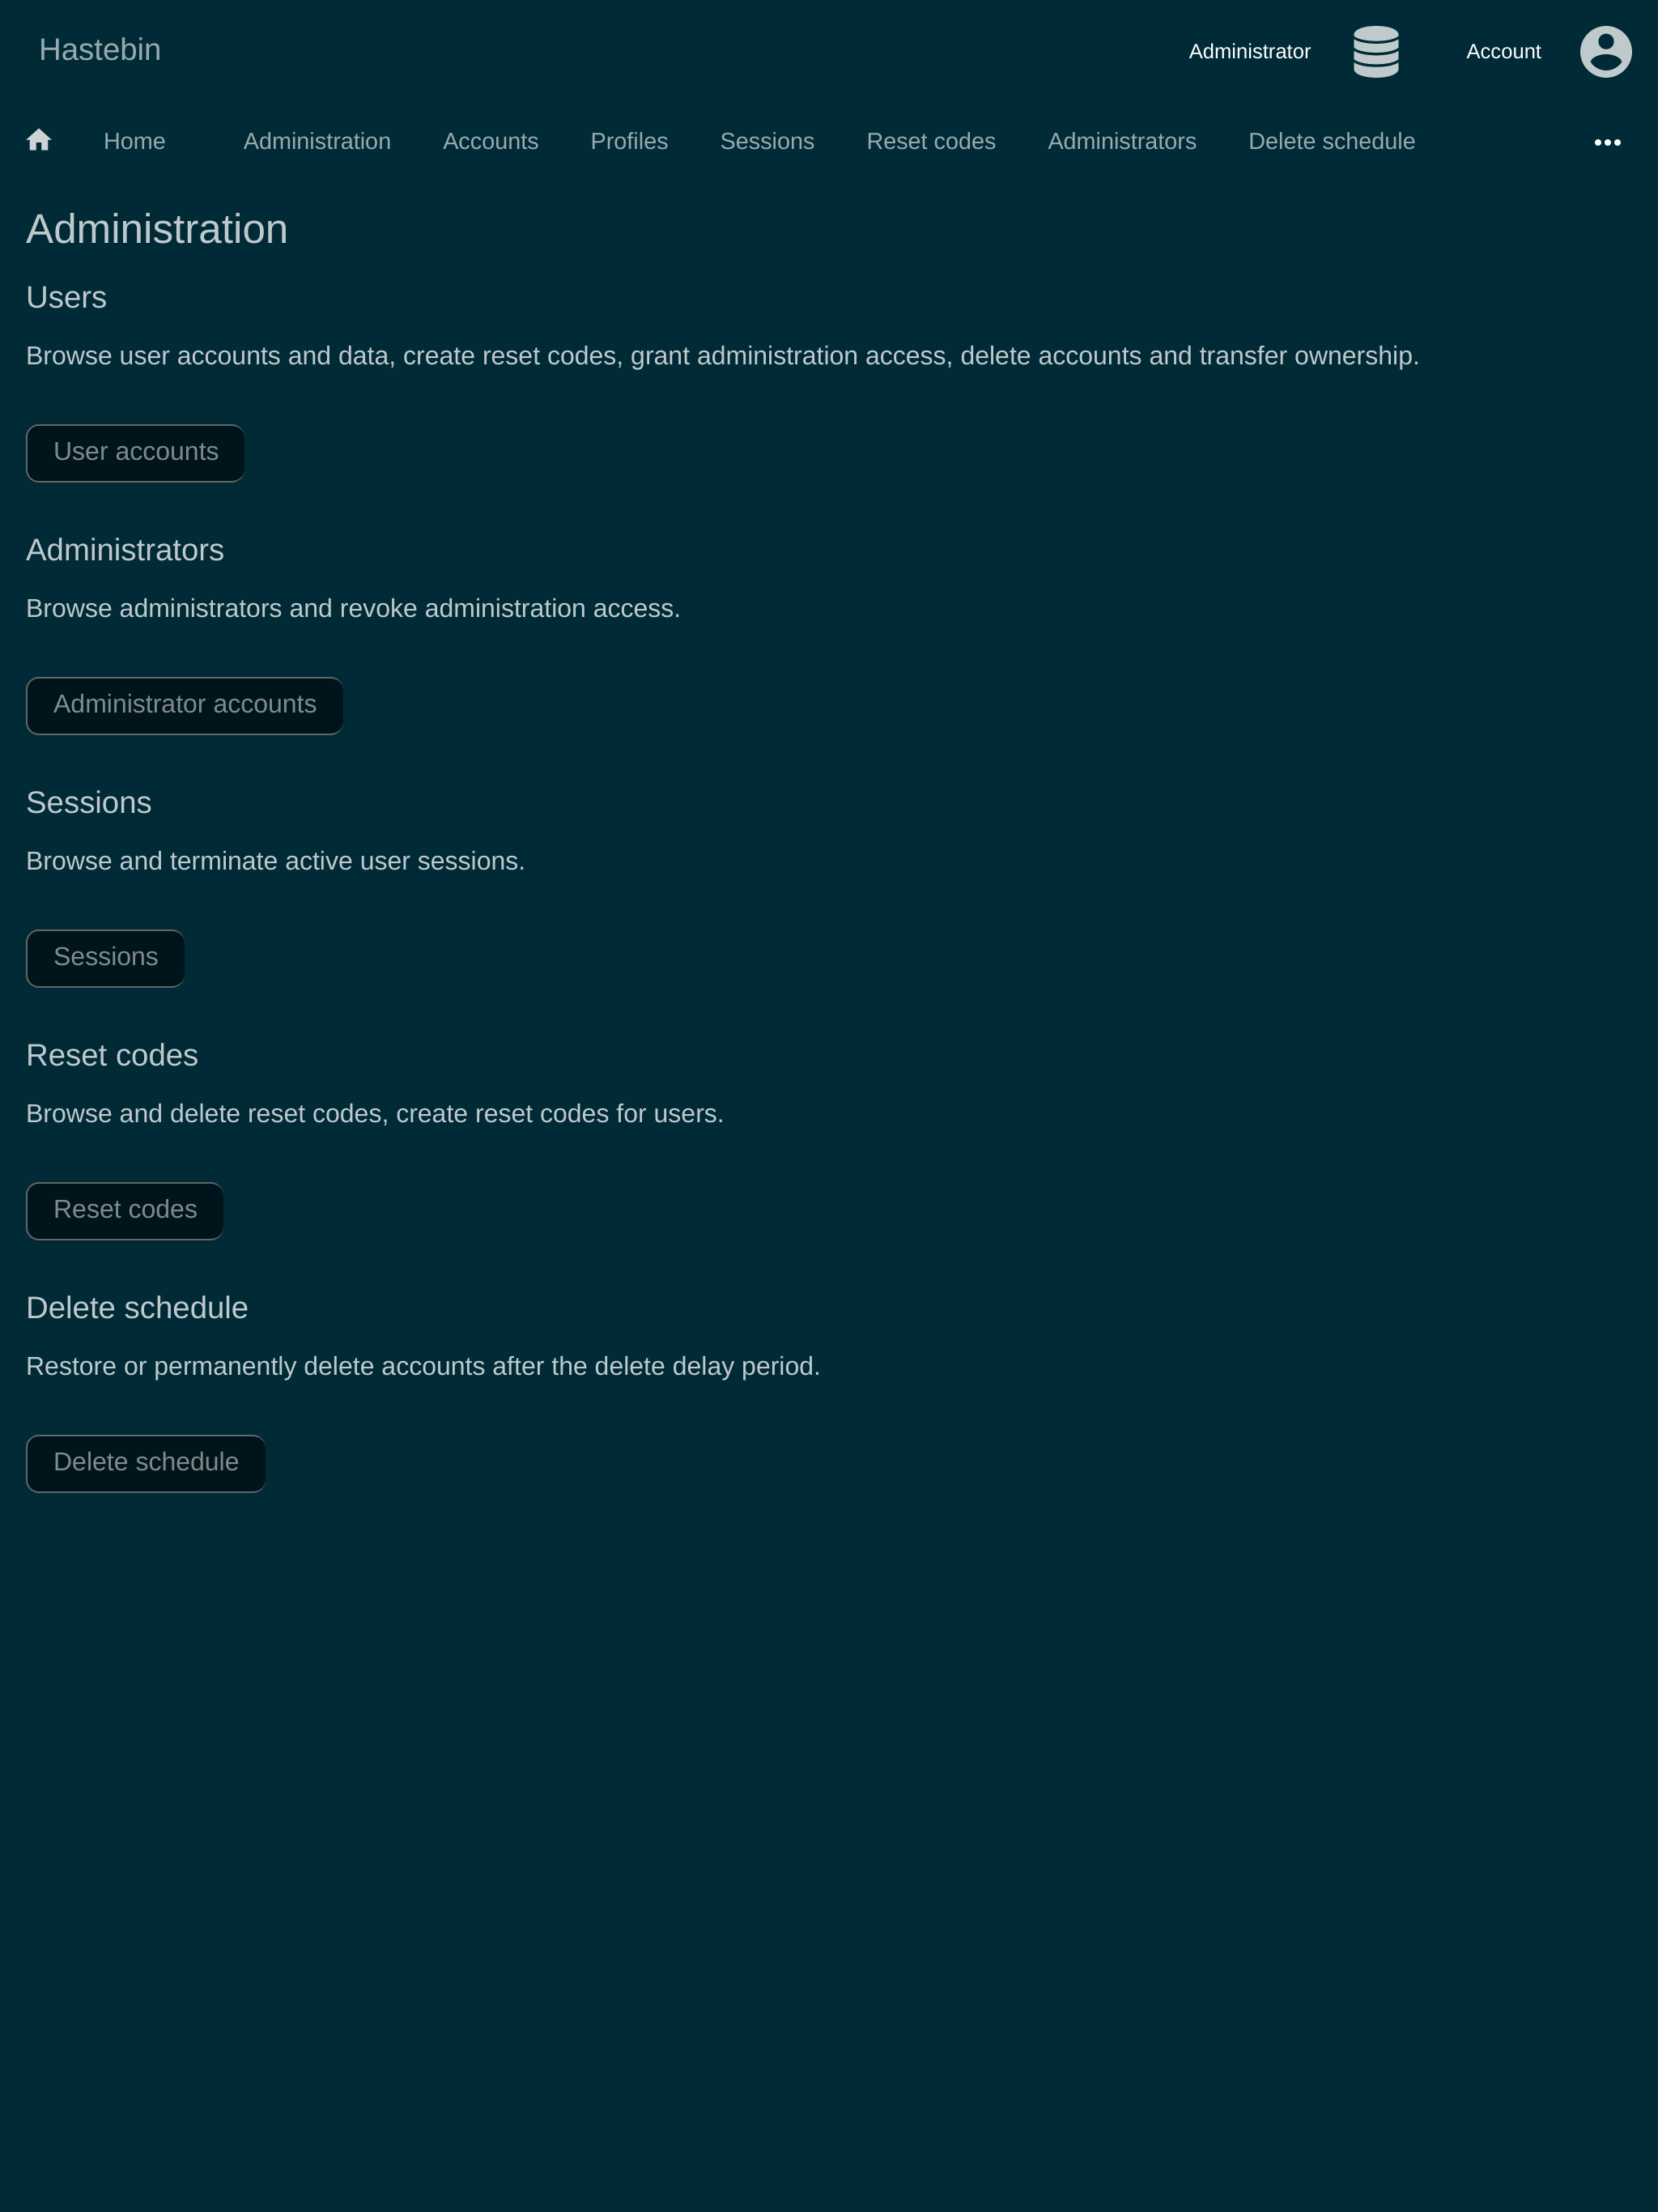 Hastebin
Administrator
Account
Home
Administration
Accounts
Profiles
Sessions
Reset codes
Administrators
Delete schedule
Administration
Users
Browse user accounts and data, create reset codes, grant administration access, delete accounts and transfer ownership.
User accounts
Administrators
Browse administrators and revoke administration access.
Administrator accounts
Sessions
Browse and terminate active user sessions.
Sessions
Reset codes
Browse and delete reset codes, create reset codes for users.
Reset codes
Delete schedule
Restore or permanently delete accounts after the delete delay period.
Delete schedule